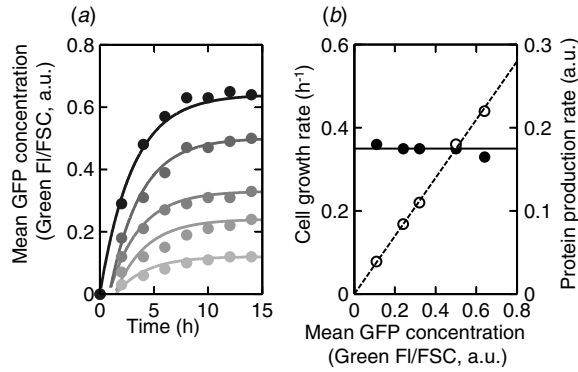 (a)
(b)
Mean GFP concentration
(Green Fl/FSC, a.u.)
0.8
0.6
0.4
0.2
0
0
5
10
15
Time (h)
Cell growth rate (h-1)
0.6
0.4
0.2
0
0
0.2
0.4
0.6
0.8
Mean GFP concentration
(Green Fl/FSC, a.u.)
0.3
0.2
0.1
0
Protein production rate (a.u.)